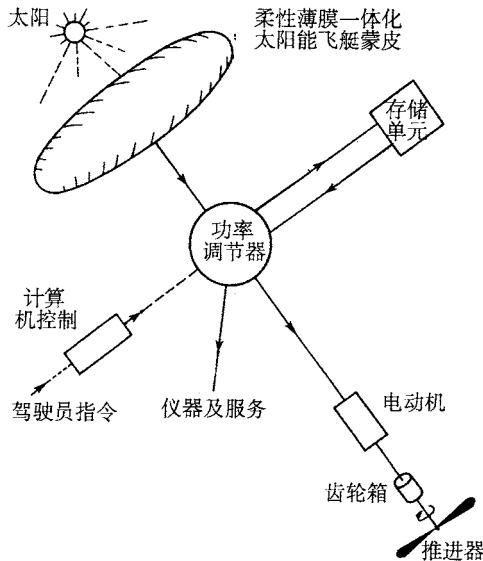 太阳
柔性薄膜一体化
太阳能飞艇蒙皮
存储
单元
功率
调节器
计算
机控制
驾驶员指令
仪器及服务
电动机
齿轮箱
推进器